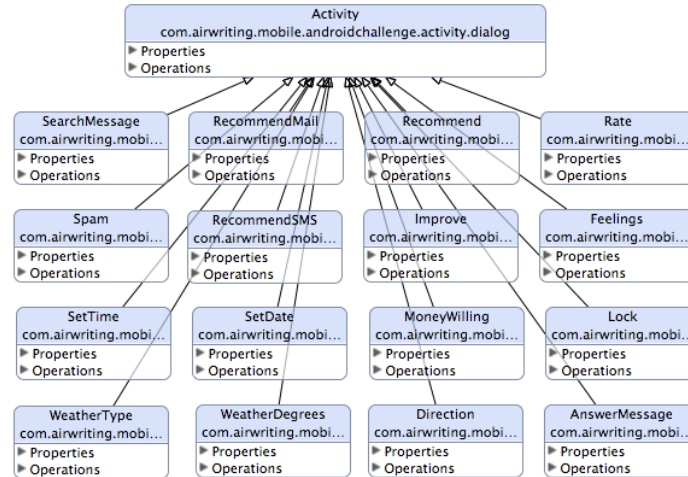 Activity
com.airwriting.mobile.androidchallenge.activity.dialog
Properties
Operations
SearchMessage
com.airwriting.mobi...
Properties
Operations
RecommendMail
com.airwriting.mobi...
Properties
Operations
Recommend
com.airwriting.mobi...
Properties
Operations
Rate
com.airwriting.mobi...
Properties
Operations
Spam
com.airwriting.mobi...
Properties
Operations
RecommendSMS
com.airwriting.mobi...
Properties
Operations
Improve
com.airwriting.mobi...
Properties
Operations
Feelings
com.airwriting.mobi...
Properties
Operations
SetTime
com.airwriting.mobi...
Properties
Operations
SetDate
com.airwriting.mobi...
Properties
Operations
MoneyWilling
com.airwriting.mobi...
Properties
Operations
Lock
com.airwriting.mobi...
Properties
Operations
WeatherType
com.airwriting.mobi...
Properties
Operations
WeatherDegrees
com.airwriting.mobi...
Properties
Operations
Direction
com.airwriting.mobi...
Properties
Operations
AnswerMessage
com.airwriting.mobi...
Properties
Operations